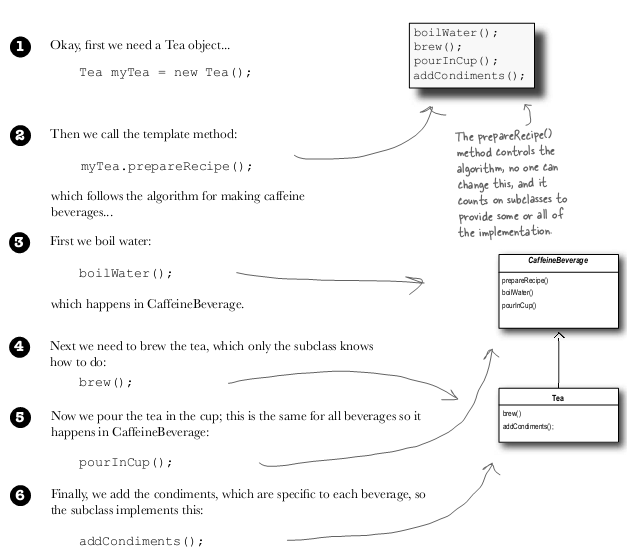 1 Okay, first we need a Tea object...
Tea myTea = new Tea();
boilWater();
brew();
pourInCup();
addCondiments();
2 Then we call the template method:
myTea.prepareRecipe();
which follows the algorithm for making caffeine
beverages...
The prepareRecipe()
method controls the
algorithm, no one can
change this, and it
counts on subclasses to
provide some or all of
the implementation.
3 First we boil water:
boilWater();
which happens in CaffeineBeverage.
CaffeineBeverage
prepareRecipe()
boilWater()
pourInCup()
4 Next we need to brew the tea, which only the subclass knows
how to do:
brew();
Tea
brew()
addCondiments();
5 Now we pour the tea in the cup; this is the same for all beverages so it
happens in CaffeineBeverage:
pourInCup();
6 Finally, we add the condiments, which are specific to each beverage, so
the subclass implements this:
addCondiments();